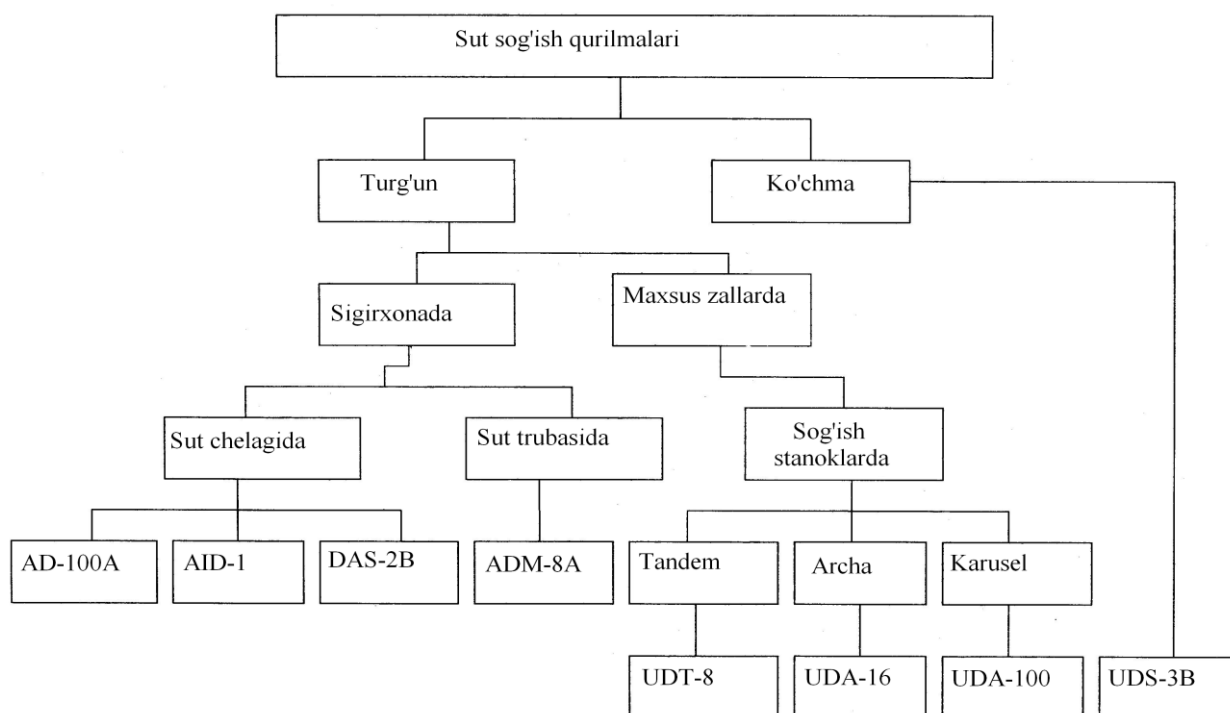 Sut sog'ish qurilmalari
Turg'un
Ko'chma
Sigirxonada
Maxsus zallarda
Sut chelagida
Sut trubasida
Sog'ish
stanoklarda
AD-100A
AID-1
DAS-2B
ADM-8A
Tandem
Archa
Karusel
UDT-8
UDA-16
UDA-100
UDS-3B